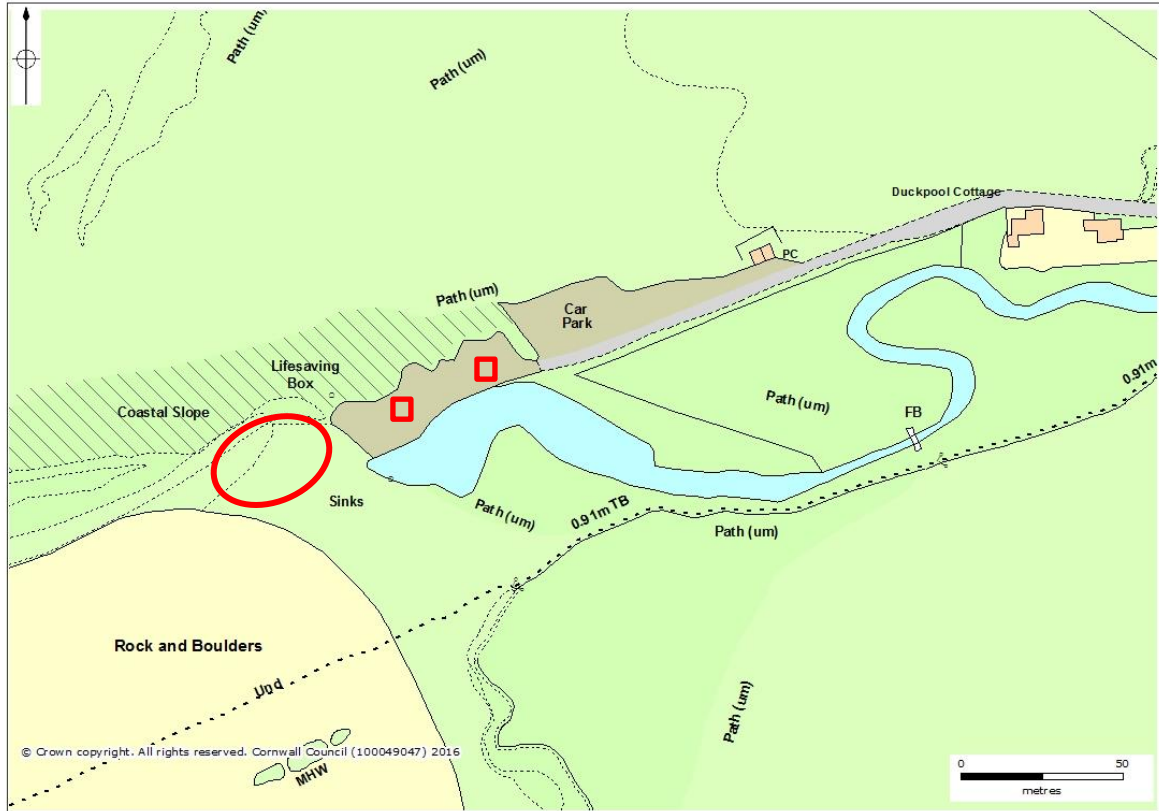 Path (um)
Path (um)
Duckpool Cottage
PC
Path (um)
Car
Park
Lifesaving
Box
Coastal Slope
0.91m
Path (um)
FB
Sinks
Path (um)
0.91m TB
Path (um)
Rock and Boulders
Und
Path (um)
© Crown copyright. All rights reserved. Cornwall Council (100049047) 2016
MHW
0 50
metres